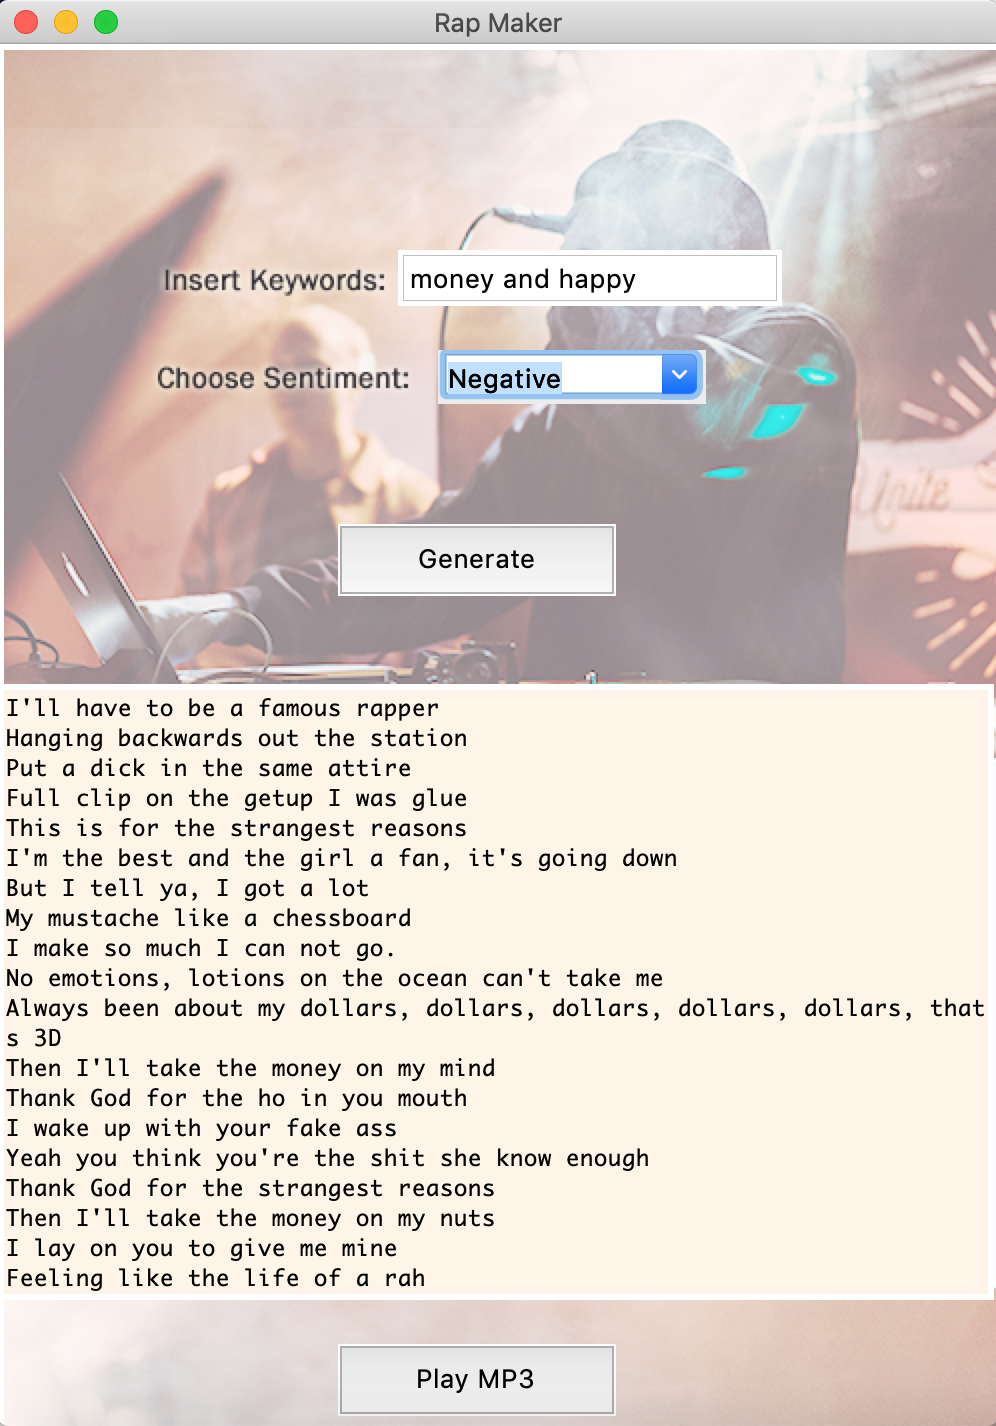 Rap Maker
Insert Keywords: money and happy
Choose Sentiment: Negative
Unite
Generate
I'll have to be a famous rapper
Hanging backwards out the station
Put a dick in the same attire
Full clip on the getup I was glue
This is for the strangest reasons
I'm the best and the girl a fan, it's going down
But I tell ya, I got a lot
My mustache like a chessboard
I make so much I can not go.
No emotions, lotions on the ocean can't take me
Always been about my dollars, dollars, dollars, dollars, dollars, that
s 3D
Then I'll take the money on my mind
Thank God for the ho in you mouth
I wake up with your fake ass
Yeah you think you're the shit she know enough
Thank God for the strangest reasons
Then I'll take the money on my nuts
I lay on you to give me mine
Feeling like the life of a rah
Play MP3